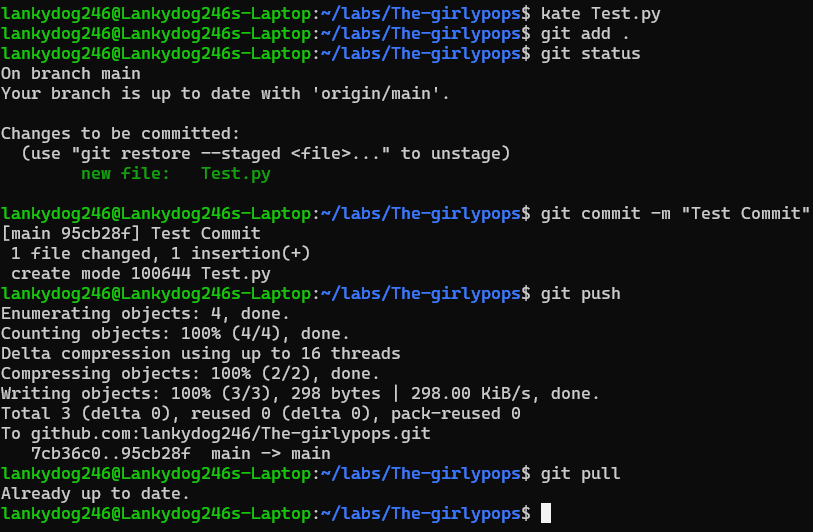 lankydog246@Lankydog246s-Laptop:~/labs/The-girlypops$ kate Test.py
lankydog246@Lankydog246s-Laptop:~/labs/The-girlypops$ git add .
lankydog246@Lankydog246s-Laptop:~/labs/The-girlypops$ git status
On branch main
Your branch is up to date with 'origin/main'.

Changes to be committed:
  (use "git restore --staged <file>..." to unstage)
        new file:   Test.py

lankydog246@Lankydog246s-Laptop:~/labs/The-girlypops$ git commit -m "Test Commit"
[main 95cb28f] Test Commit
 1 file changed, 1 insertion(+)
 create mode 100644 Test.py
lankydog246@Lankydog246s-Laptop:~/labs/The-girlypops$ git push
Enumerating objects: 4, done.
Counting objects: 100% (4/4), done.
Delta compression using up to 16 threads
Compressing objects: 100% (2/2), done.
Writing objects: 100% (3/3), 298 bytes | 298.00 KiB/s, done.
Total 3 (delta 0), reused 0 (delta 0), pack-reused 0
To github.com:lankydog246/The-girlypops.git
   7cb36c0..95cb28f  main -> main
lankydog246@Lankydog246s-Laptop:~/labs/The-girlypops$ git pull
Already up to date.
lankydog246@Lankydog246s-Laptop:~/labs/The-girlypops$